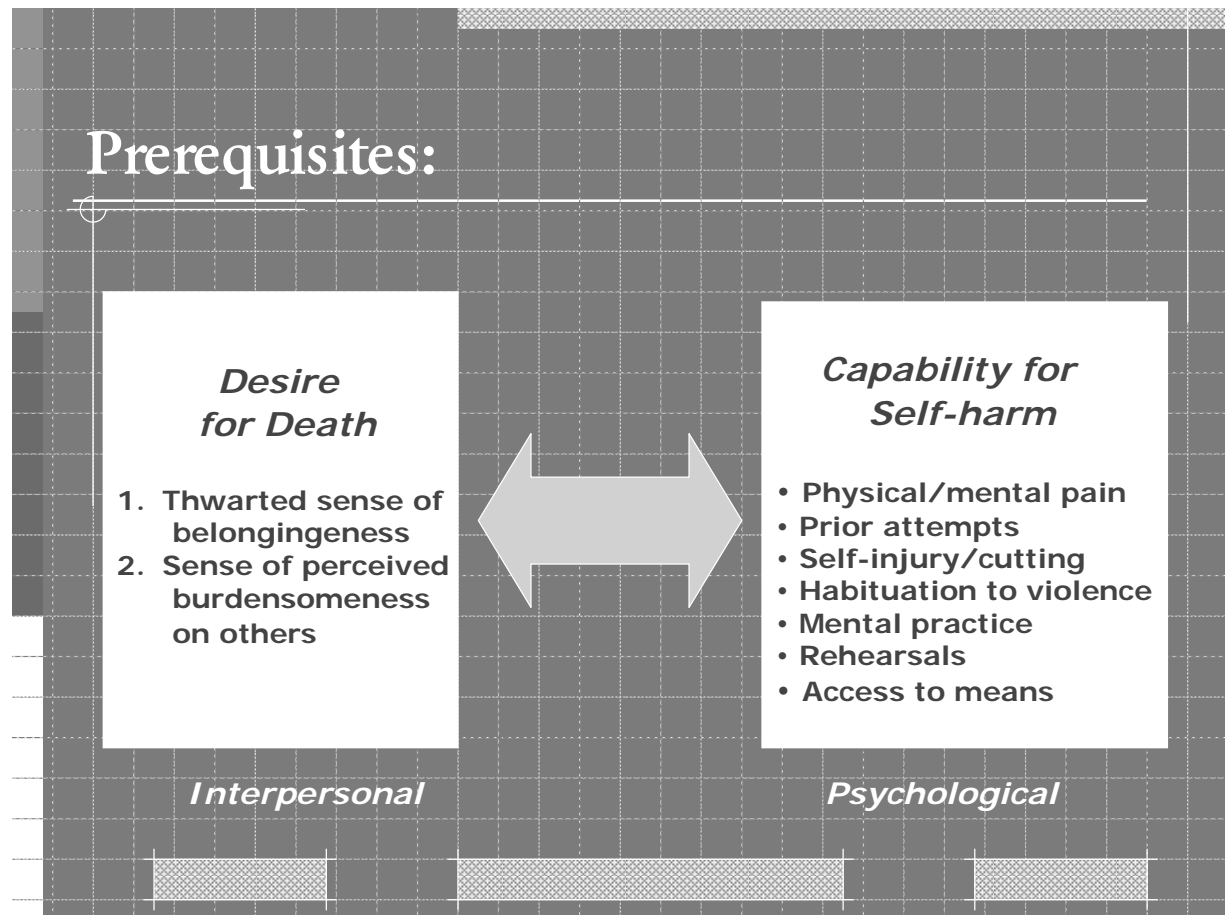 Prerequisites:
Desire
for Death
1. Thwarted sense of
belongingeness
2. Sense of perceived
burdensomeness
on others
Interpersonal
Capability for
Self-harm
• Physical/mental pain
• Prior attempts
• Self-injury/cutting
• Habituation to violence
• Mental practice
• Rehearsals
• Access to means
Psychological